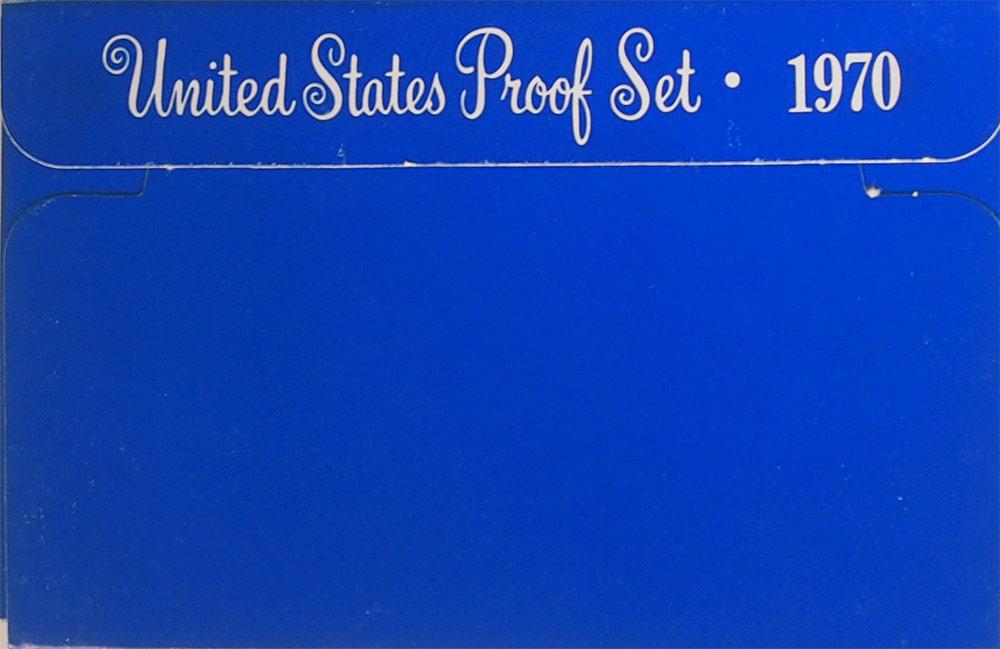 United States Proof Set • 1970